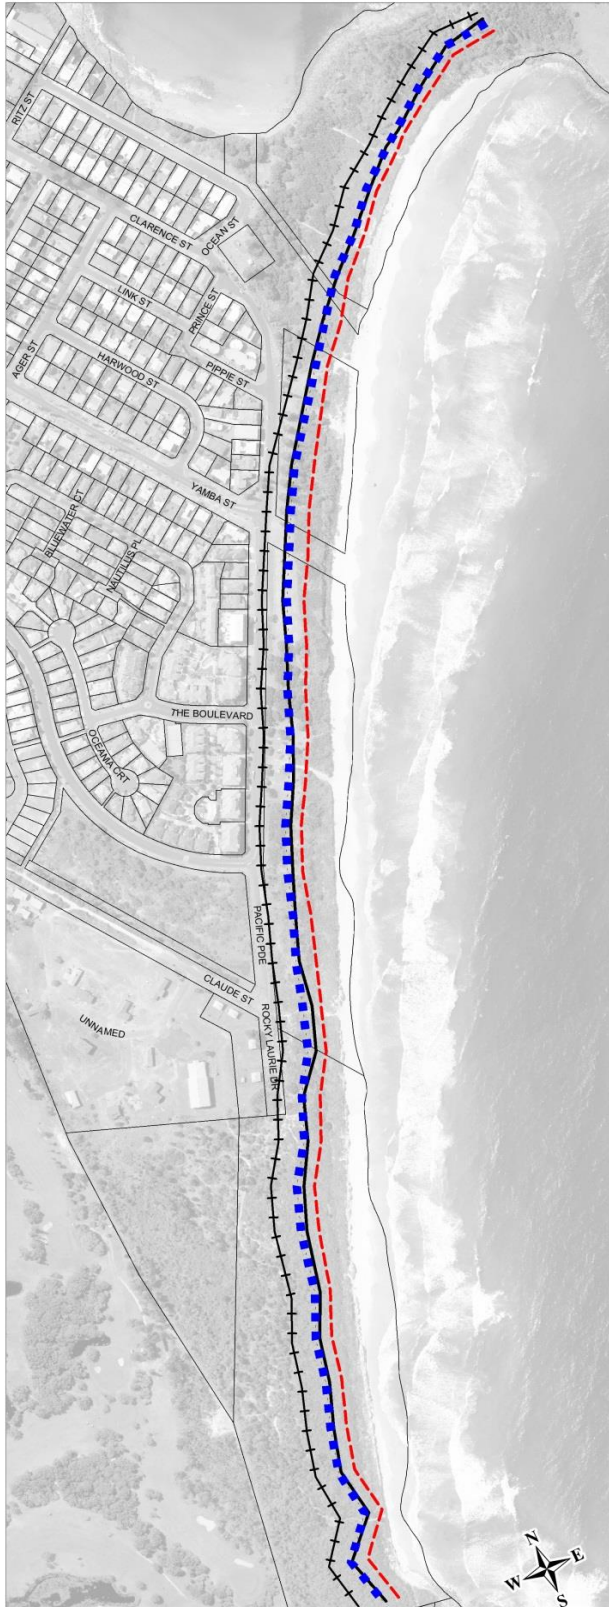 RITZ ST
CLARENCE ST
OCEAN ST
LINK ST
PRINCE ST
AGER ST
HARWOOD ST
PIPPIE ST
YAMBA ST
BLUEWATER CT
NAUTILUS PL
THE BOULEVARD
OCEAMA CRT
PACIFIC PDE
CLAUDE ST
UNNAMED
ROCKY LAURIE DR
N
W
E
S